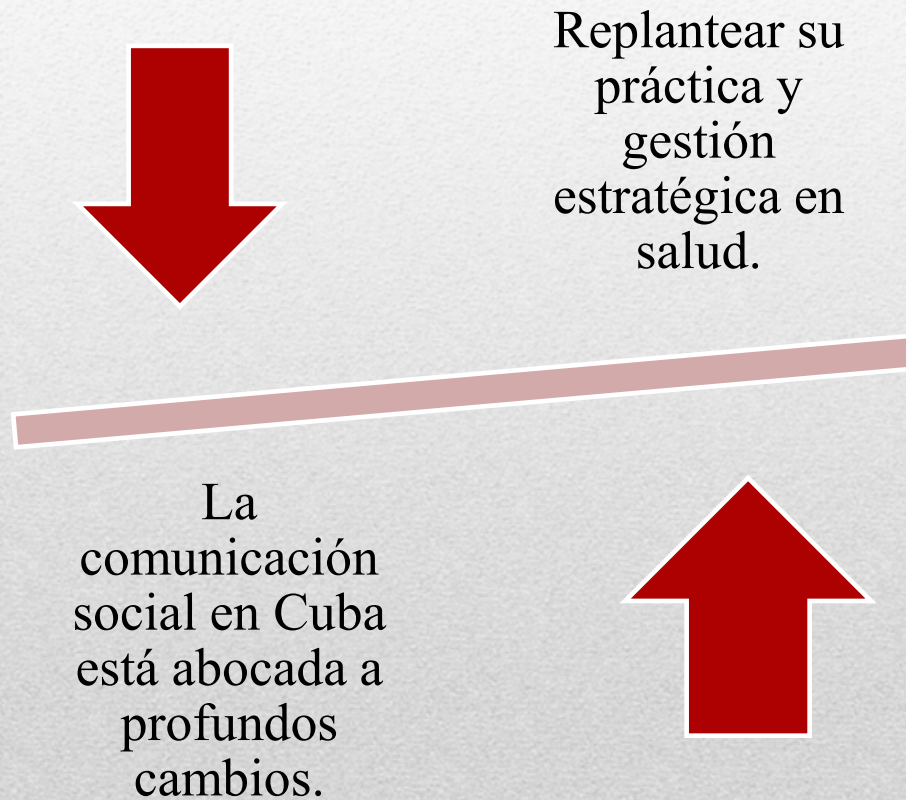 Replantear su
práctica y
gestión
estratégica en
salud.
La
comunicación
social en Cuba
está abocada a
profundos
cambios.